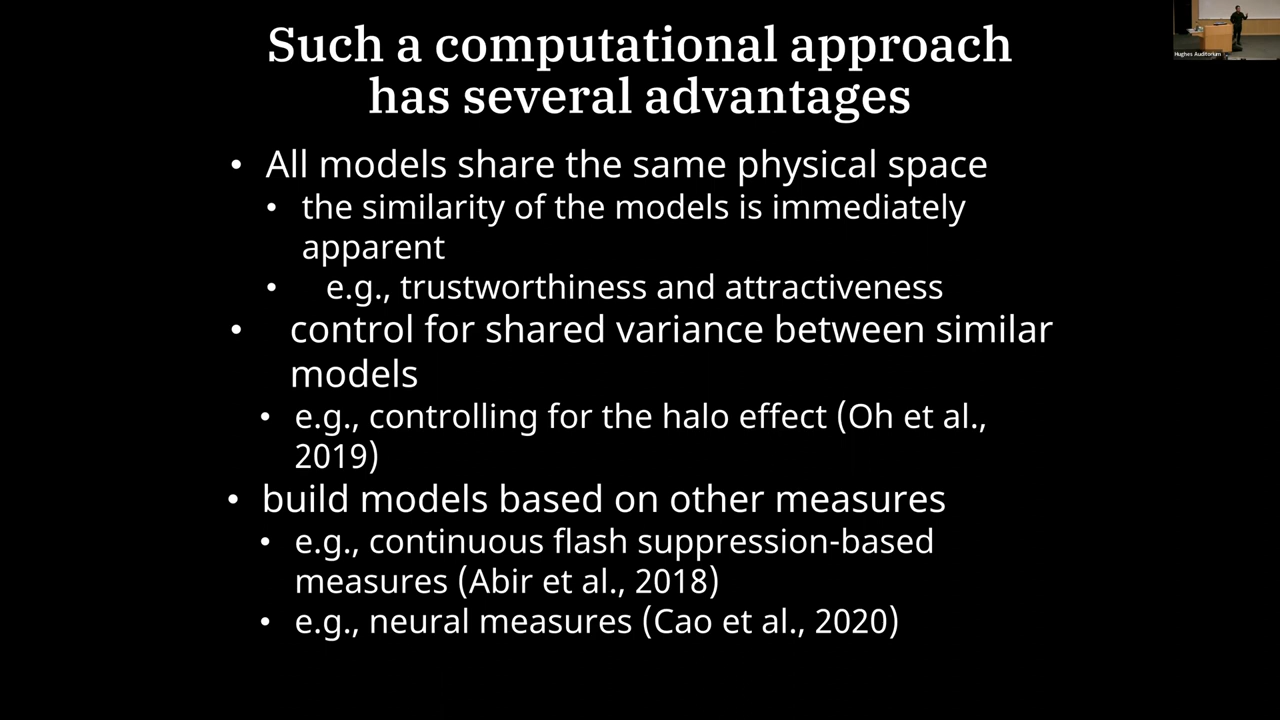 Such a computational approach
has several advantages
• All models share the same physical space
• the similarity of the models is immediately
apparent
• e.g., trustworthiness and attractiveness
• control for shared variance between similar
models
• e.g., controlling for the halo effect (Oh et al.,
2019)
• build models based on other measures
• e.g., continuous flash suppression-based
measures (Abir et al., 2018)
• e.g., neural measures (Cao et al., 2020)
Hughes Auditorium